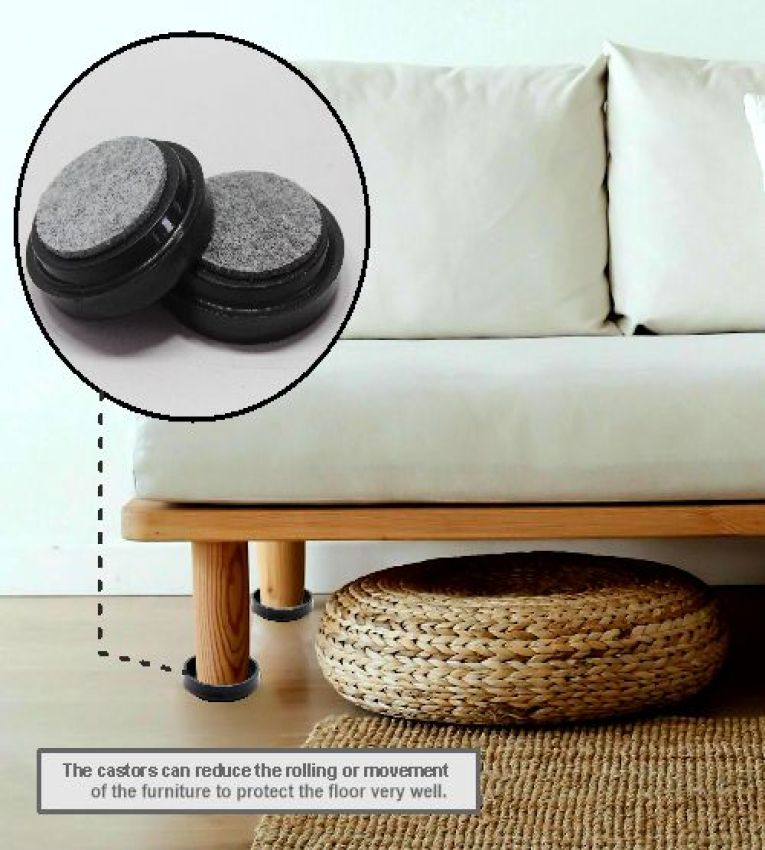 The castors can reduce the rolling or movement
of the furniture to protect the floor very well.